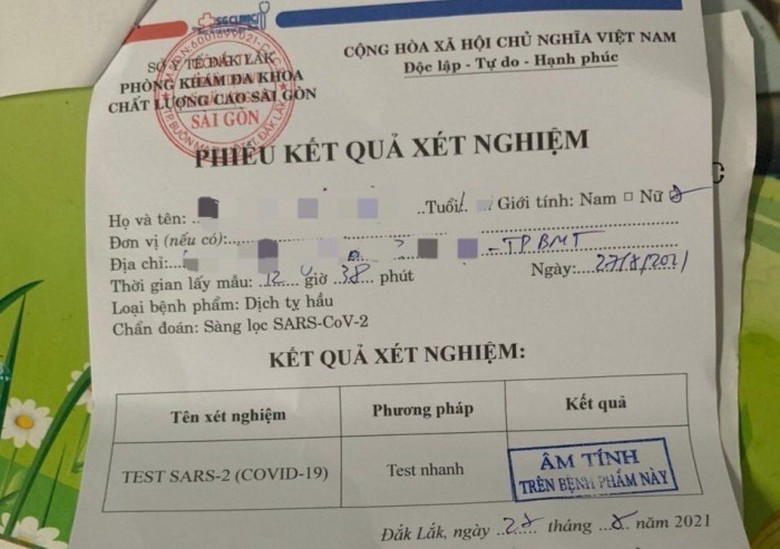 SG CLINIC
SỞ Y TẾ ĐẮK LẮK
PHÒNG KHÁM ĐA KHOA
CHẤT LƯỢNG CAO SÀI GÒN
SÀI GÒN
CỘNG HÒA XÃ HỘI CHỦ NGHĨA VIỆT NAM
Độc lập - Tự do - Hạnh phúc
PHIẾU KẾT QUẢ XÉT NGHIỆM
Họ và tên: Tuổi Giới tính: Nam □ Nữ
Đơn vị (nếu có):
Địa chỉ: - TP BMT
Thời gian lấy mẫu: 12 giờ 38 phút Ngày: 27/8/2021
Loại bệnh phẩm: Dịch tỵ hầu
Chẩn đoán: Sàng lọc SARS-CoV-2
KẾT QUẢ XÉT NGHIỆM:
Tên xét nghiệm Phương pháp Kết quả
TEST SARS-2 (COVID-19) Test nhanh ÂM TÍNH
TRÊN BỆNH PHẨM NÀY
Đắk Lắk, ngày 27 tháng 8 năm 2021